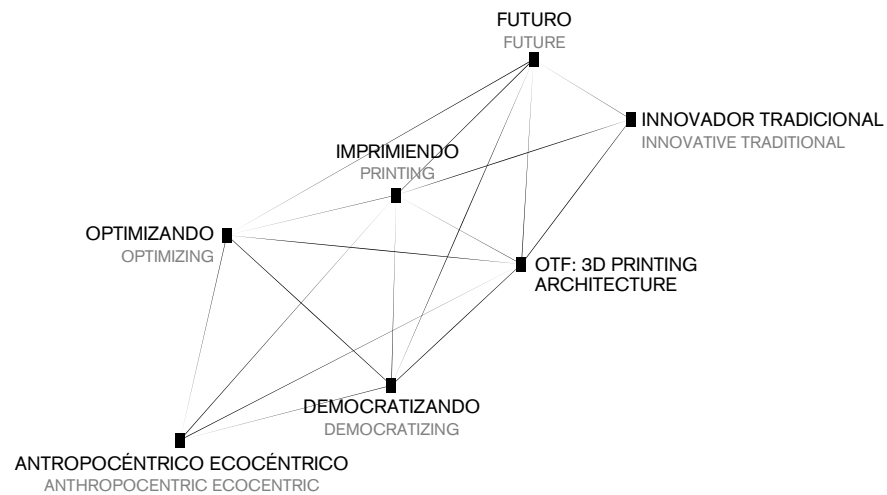 FUTURO
FUTURE
INNOVADOR TRADICIONAL
INNOVATIVE TRADITIONAL
IMPRIMIENDO
PRINTING
OPTIMIZANDO
OPTIMIZING
OTF: 3D PRINTING
ARCHITECTURE
DEMOCRATIZANDO
DEMOCRATIZING
ANTROPOCÉNTRICO ECOCÉNTRICO
ANTHROPOCENTRIC ECOCENTRIC